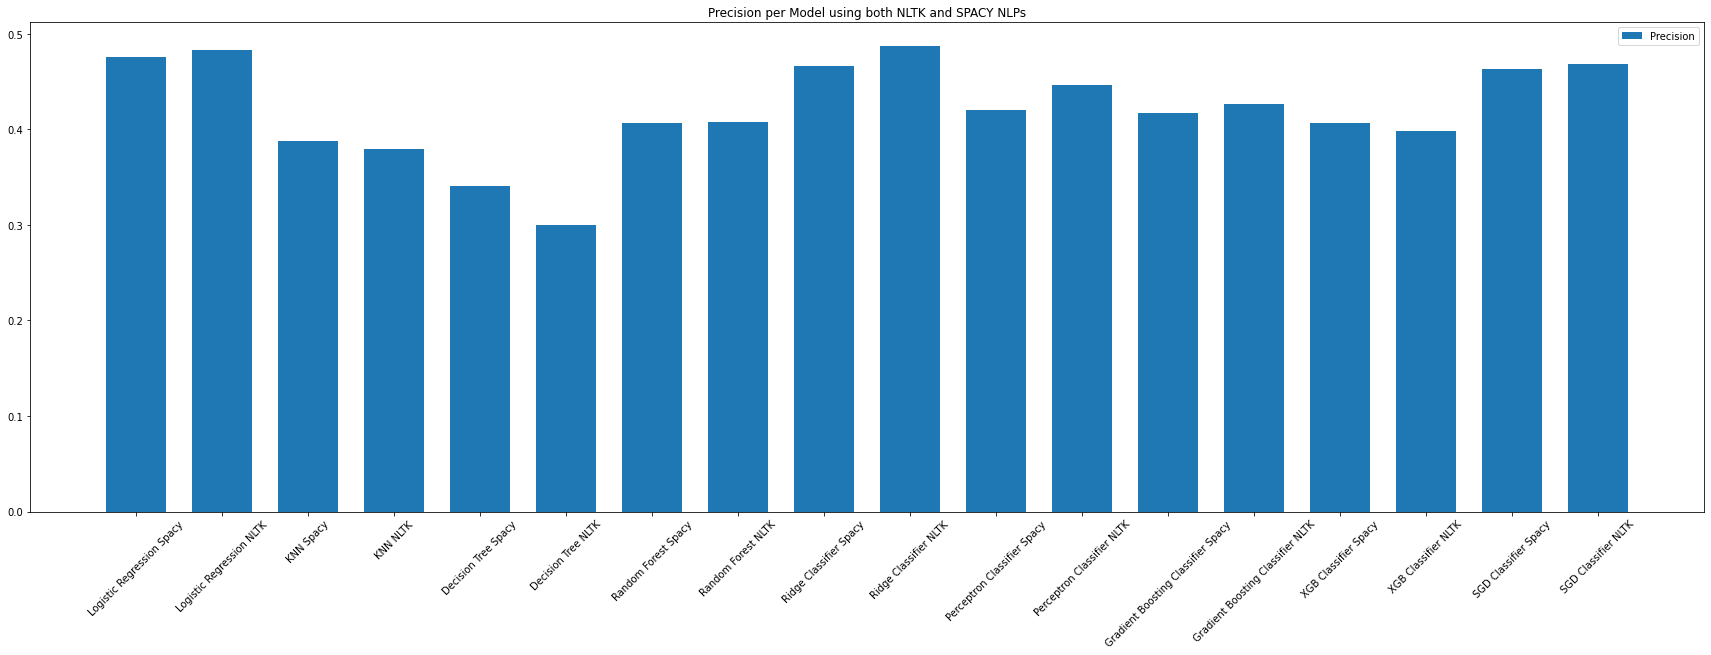 Precision per Model using both NLTK and SPACY NLPs
Precision
0.5
0.4
0.3
0.2
0.1
0.0
Logistic Regression Spacy
Logistic Regression NLTK
KNN Spacy
KNN NLTK
Decision Tree Spacy
Decision Tree NLTK
Random Forest Spacy
Random Forest NLTK
Ridge Classifier Spacy
Ridge Classifier NLTK
Perceptron Classifier Spacy
Perceptron Classifier NLTK
Gradient Boosting Classifier Spacy
Gradient Boosting Classifier NLTK
XGB Classifier Spacy
XGB Classifier NLTK
SGD Classifier Spacy
SGD Classifier NLTK